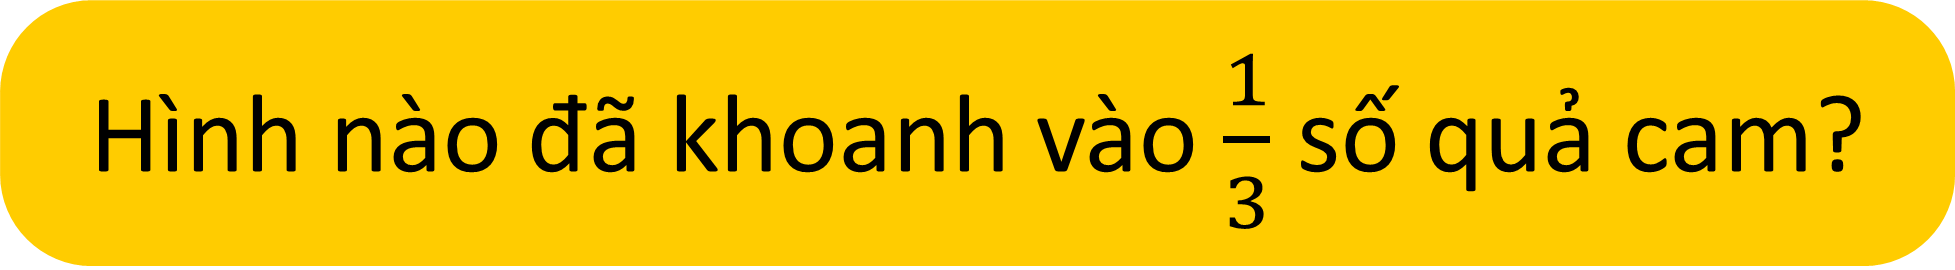 Hình nào đã khoanh vào 1/3 số quả cam?